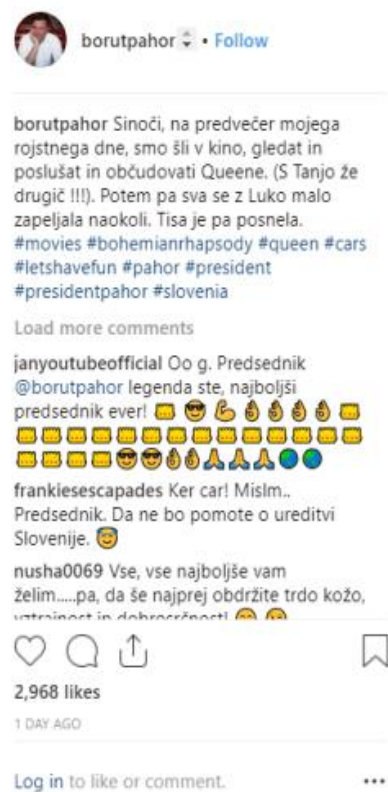 borutpahor • Follow
borutpahor Sinoči, na predvečer mojega
rojstnega dne, smo šli v kino, gledat in
poslušat in občudovati Queene. (S Tanjo že
drugič !!!). Potem pa sva se z Luko malo
zapeljala naokoli. Tisa je pa posnela.
#movies #bohemianrhapsody #queen #cars
#letshavefun #pahor #president
#presidentpahor #slovenia
Load more comments
janyoutubeofficial Oo g. Predsednik
@borutpahor legenda ste, najboljši
predsednik ever!
frankiesescapades Ker car! Mislm..
Predsednik. Da ne bo pomote o ureditvi
Slovenije.
nusha0069 Vse, vse najboljše vam
želim.....pa, da še najprej obdržite trdo kožo,
vztrajnost in dobrosrčnost!
2,968 likes
1 DAY AGO
Log in to like or comment.